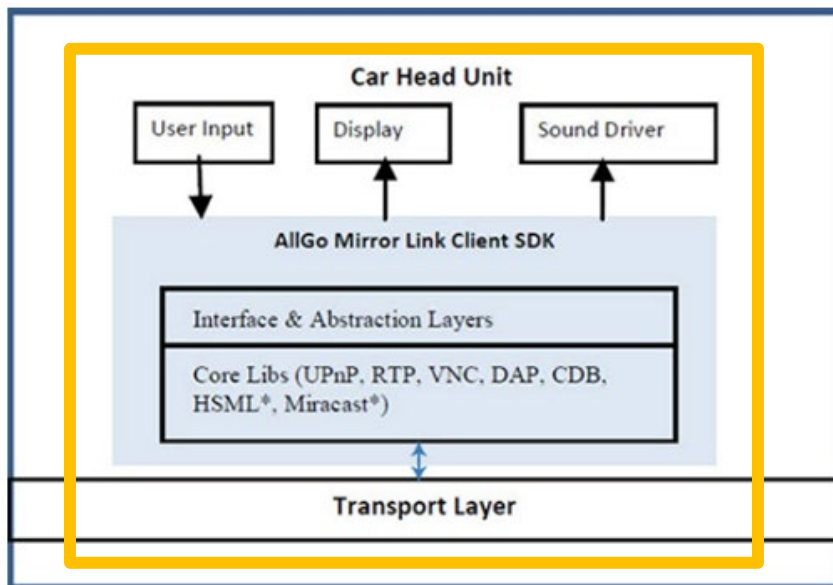 Car Head Unit
User Input
Display
Sound Driver
AllGo Mirror Link Client SDK
Interface & Abstraction Layers
Core Libs (UPnP, RTP, VNC, DAP, CDB,
HSML*, Miracast*)
Transport Layer